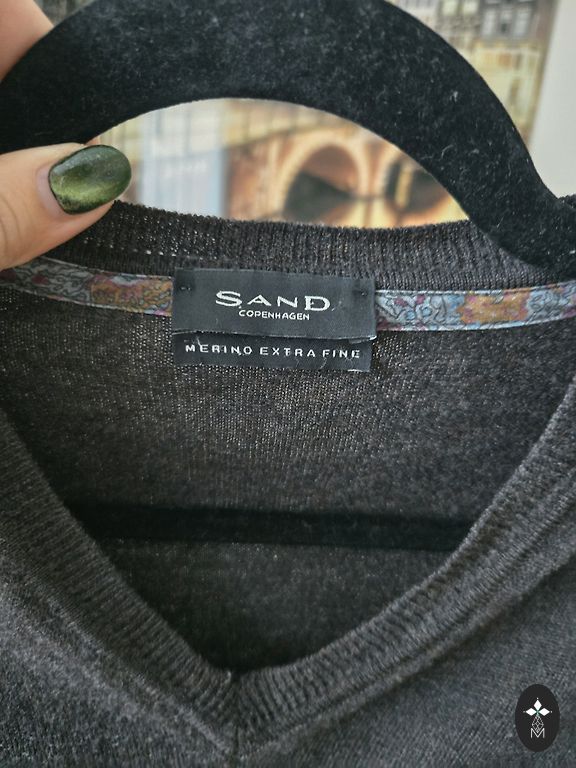 SAND
COPENHAGEN
MERINO EXTRA FINE
M